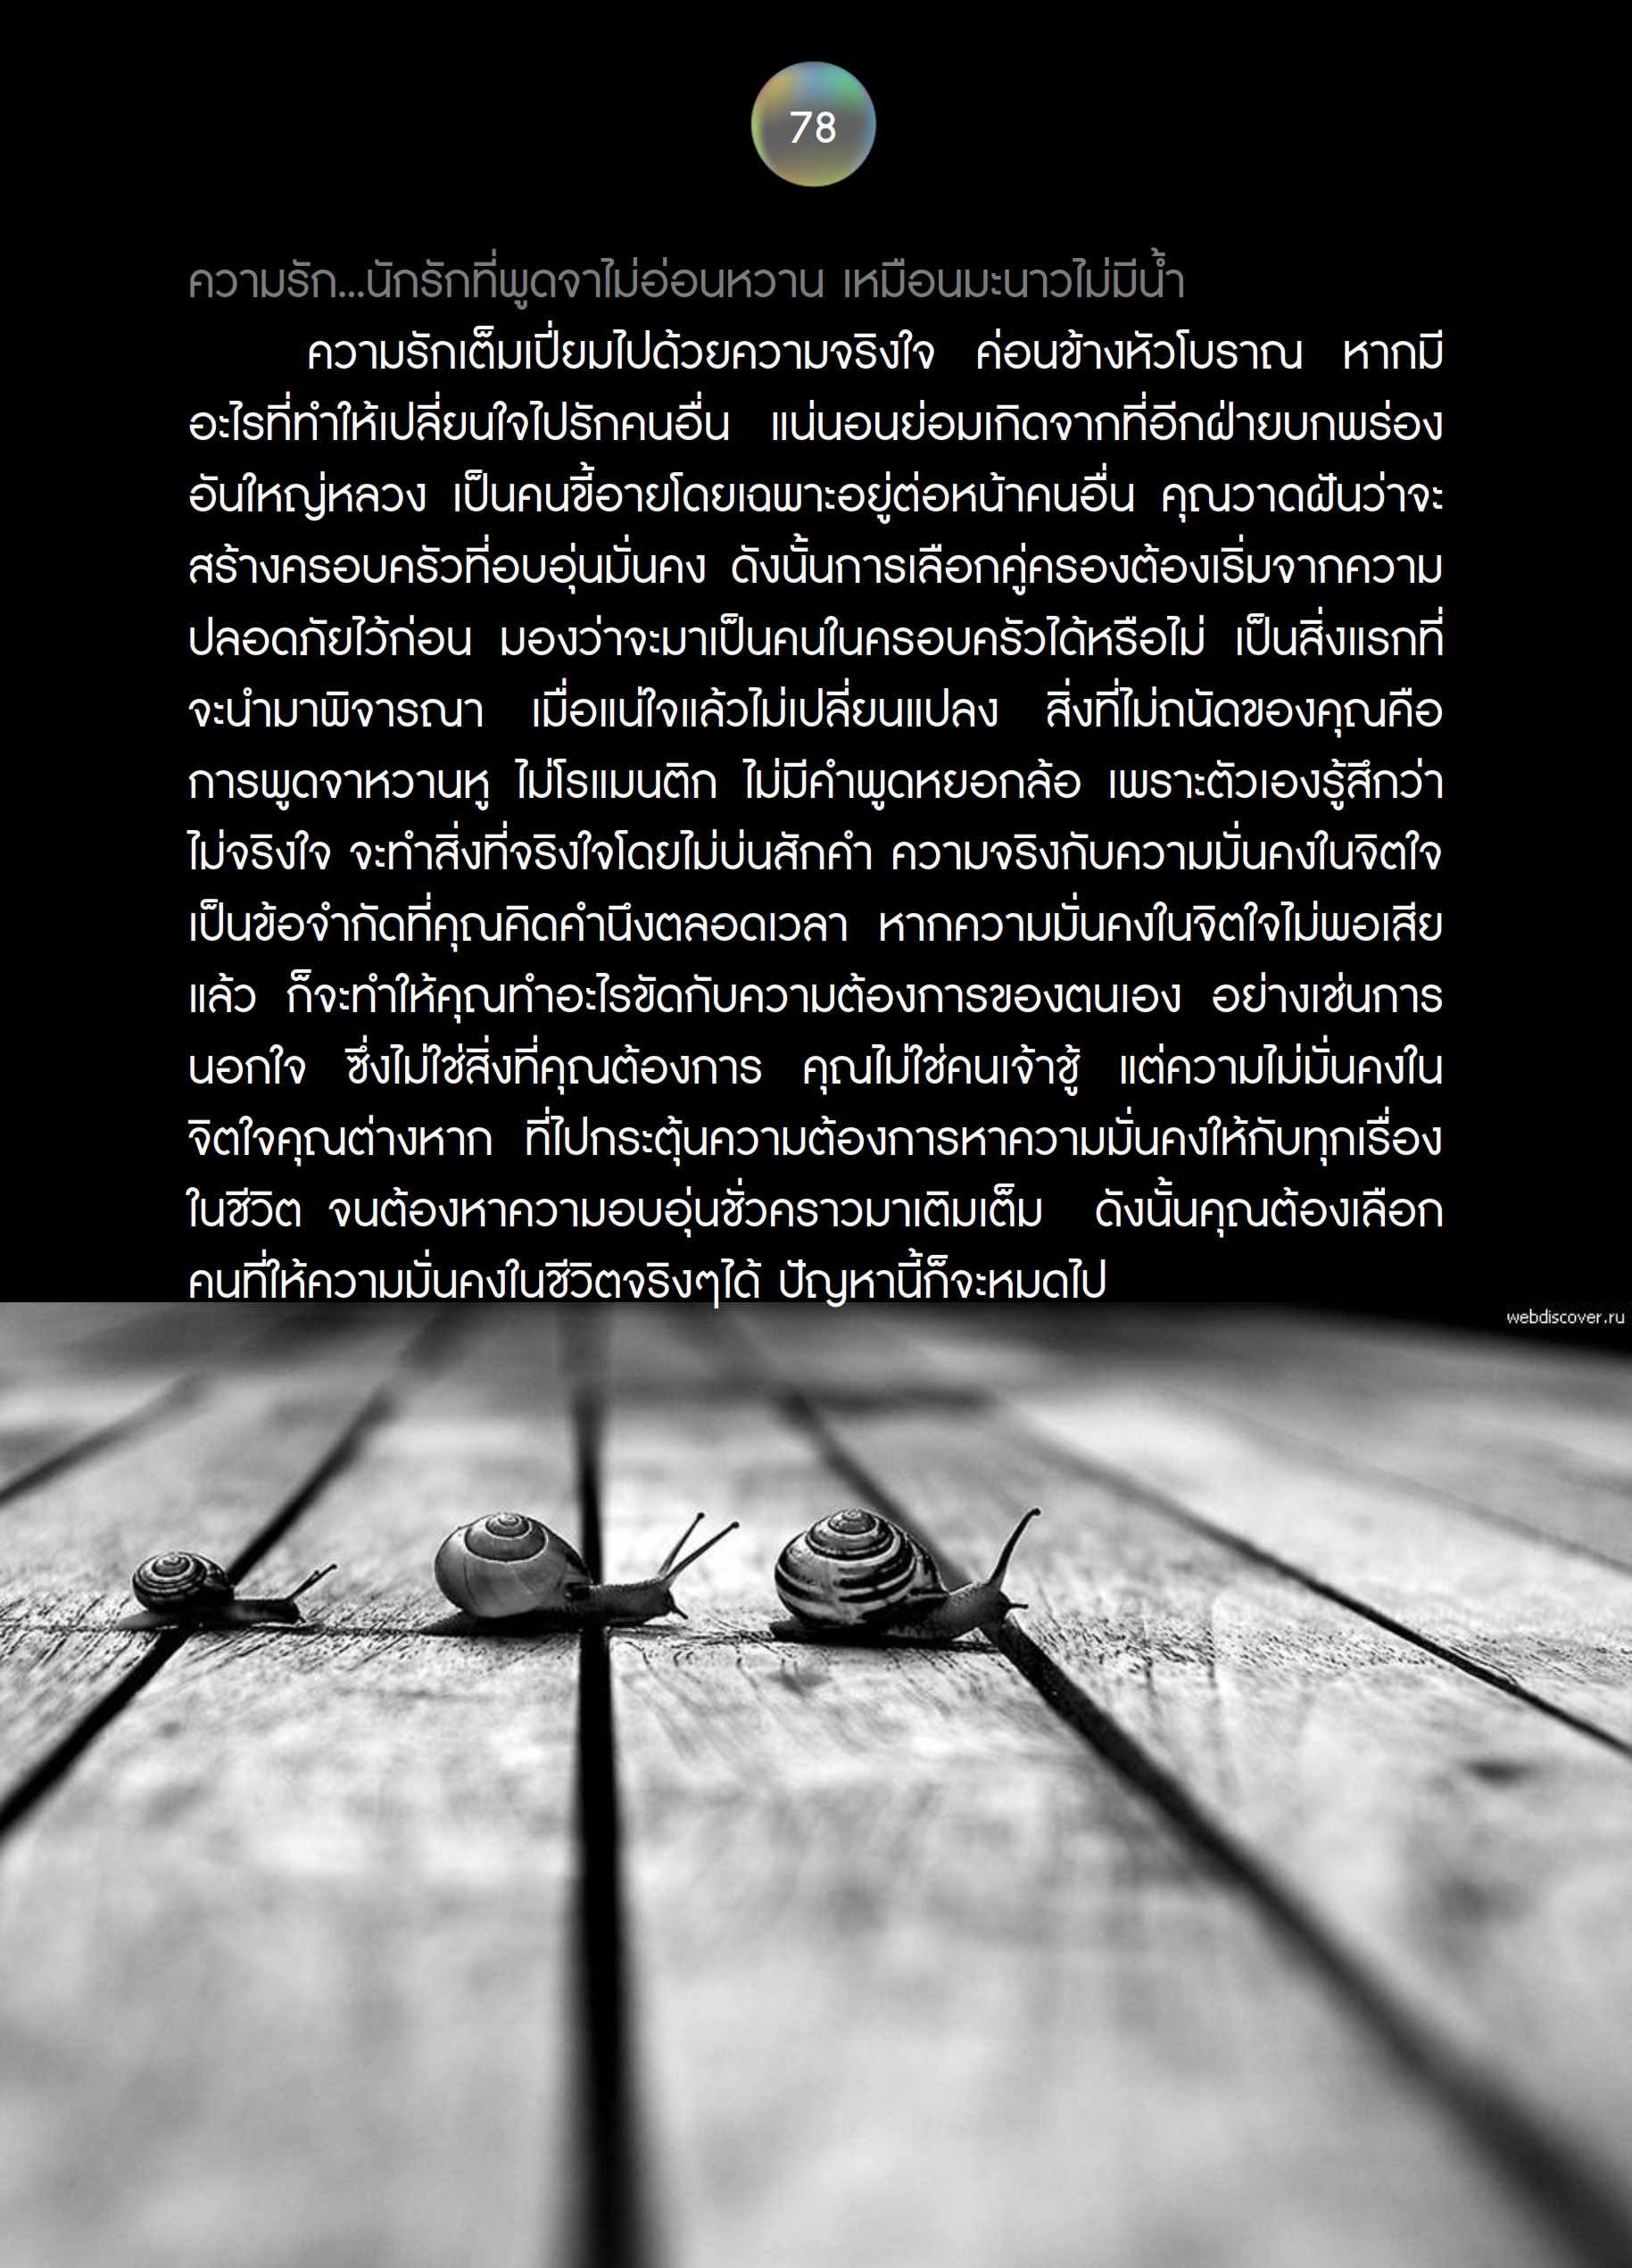 78
ความรัก...นักรักที่พูดจาไม่อ่อนหวาน เหมือนมะนาวไม่มีน้ำ
ความรักเต็มเปี่ยมไปด้วยความจริงใจ ค่อนข้างหัวโบราณ หากมี
อะไรที่ทำให้เปลี่ยนใจไปรักคนอื่น แน่นอนย่อมเกิดจากที่อีกฝ่ายบกพร่อง
อันใหญ่หลวง เป็นคนขี้อายโดยเฉพาะอยู่ต่อหน้าคนอื่น คุณวาดฝันว่าจะ
สร้างครอบครัวที่อบอุ่นมั่นคง ดังนั้นการเลือกคู่ครองต้องเริ่มจากความ
ปลอดภัยไว้ก่อน มองว่าจะมาเป็นคนในครอบครัวได้หรือไม่ เป็นสิ่งแรกที่
จะนำมาพิจารณา เมื่อแน่ใจแล้วไม่เปลี่ยนแปลง สิ่งที่ไม่ถนัดของคุณคือ
การพูดจาหวานหู ไม่โรแมนติก ไม่มีคำพูดหยอกล้อ เพราะตัวเองรู้สึกว่า
ไม่จริงใจ จะทำสิ่งที่จริงใจโดยไม่บ่นสักคำ ความจริงกับความมั่นคงในจิตใจ
เป็นข้อจำกัดที่คุณคิดคำนึงตลอดเวลา หากความมั่นคงในจิตใจไม่พอเสีย
แล้ว ก็จะทำให้คุณทำอะไรขัดกับความต้องการของตนเอง อย่างเช่นการ
นอกใจ ซึ่งไม่ใช่สิ่งที่คุณต้องการ คุณไม่ใช่คนเจ้าชู้ แต่ความไม่มั่นคงใน
จิตใจคุณต่างหาก ที่ไปกระตุ้นความต้องการหาความมั่นคงให้กับทุกเรื่อง
ในชีวิต จนต้องหาความอบอุ่นชั่วคราวมาเติมเต็ม ดังนั้นคุณต้องเลือก
คนที่ให้ความมั่นคงในชีวิตจริงๆได้ ปัญหานี้ก็จะหมดไป
webdiscover.ru